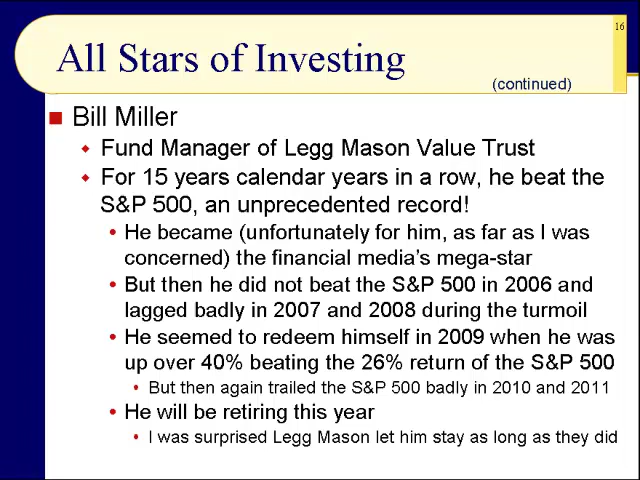 16
All Stars of Investing
(continued)
Bill Miller
Fund Manager of Legg Mason Value Trust
For 15 years calendar years in a row, he beat the
S&P 500, an unprecedented record!
He became (unfortunately for him, as far as I was
concerned) the financial media's mega-star
But then he did not beat the S&P 500 in 2006 and
lagged badly in 2007 and 2008 during the turmoil
He seemed to redeem himself in 2009 when he was
up over 40% beating the 26% return of the S&P 500
But then again trailed the S&P 500 badly in 2010 and 2011
He will be retiring this year
I was surprised Legg Mason let him stay as long as they did